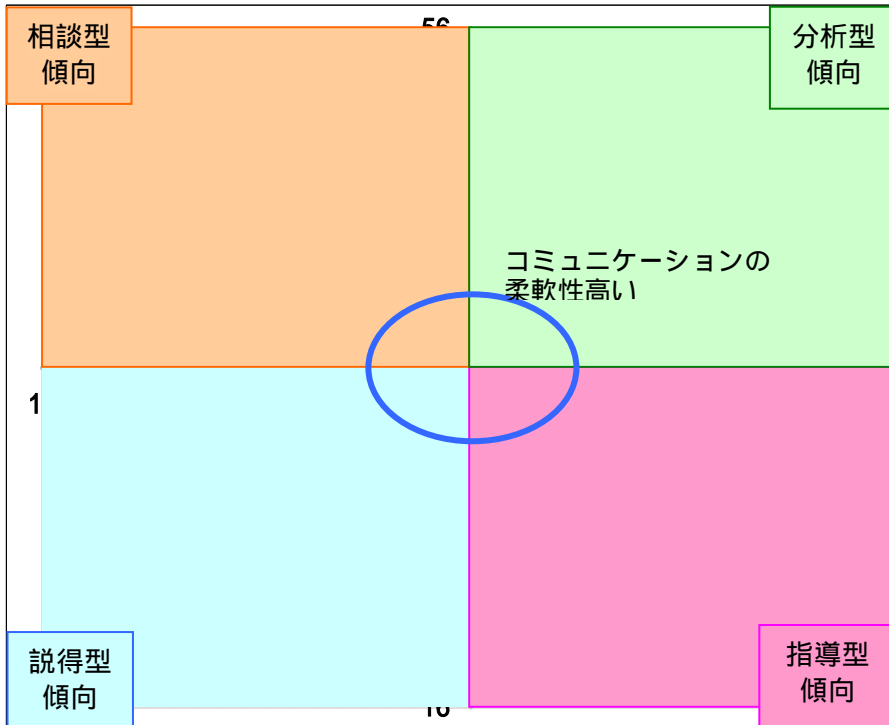 相談型
傾向
56
分析型
傾向
コミュニケーションの
柔軟性高い
1
説得型
傾向
指導型
傾向
16